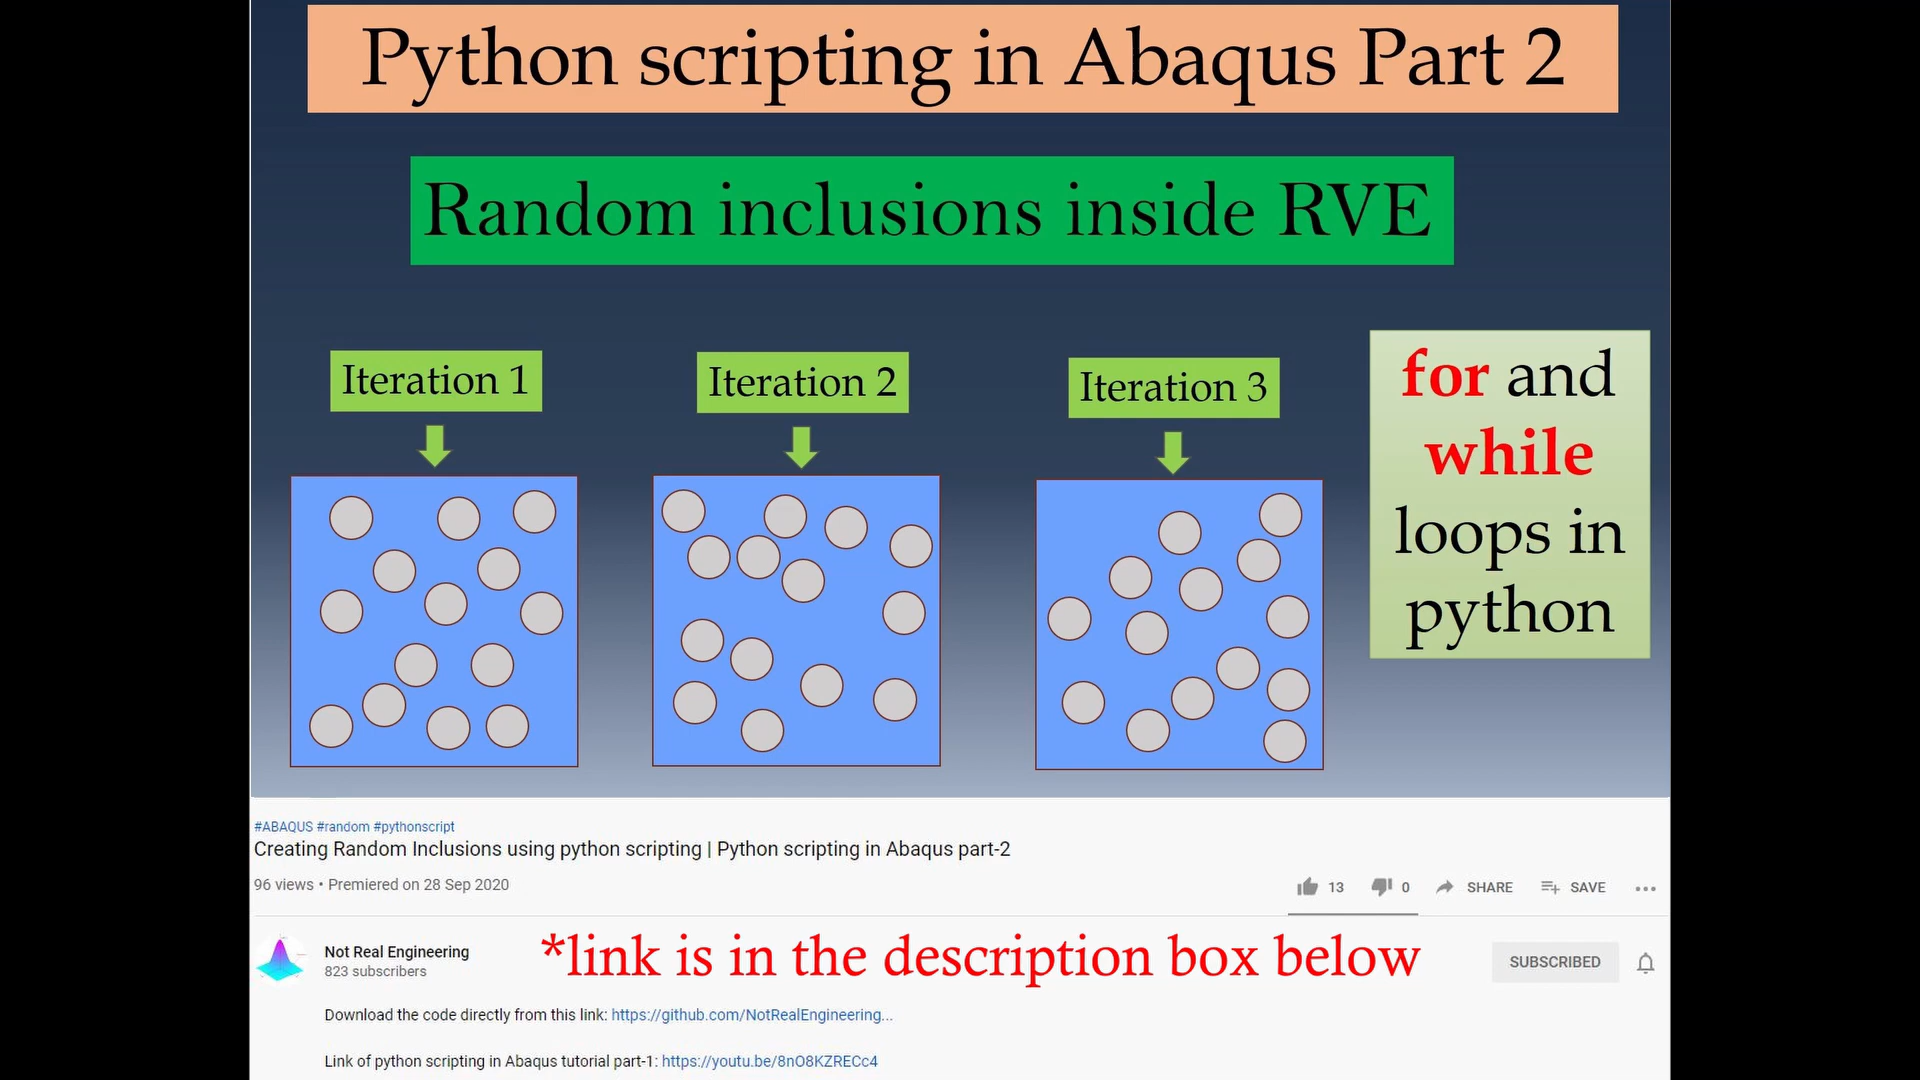 Python scripting in Abaqus Part 2
Random inclusions inside RVE
Iteration 1
Iteration 2
Iteration 3
for and
while
loops in
python
#ABAQUS #random #pythonscript
Creating Random Inclusions using python scripting | Python scripting in Abaqus part-2
96 views • Premiered on 28 Sep 2020
13
0
SHARE
SAVE
Not Real Engineering
823 subscribers
*link is in the description box below
SUBSCRIBED
Download the code directly from this link: https://github.com/NotRealEngineering...
Link of python scripting in Abaqus tutorial part-1: https://youtu.be/8nO8KZRECc4